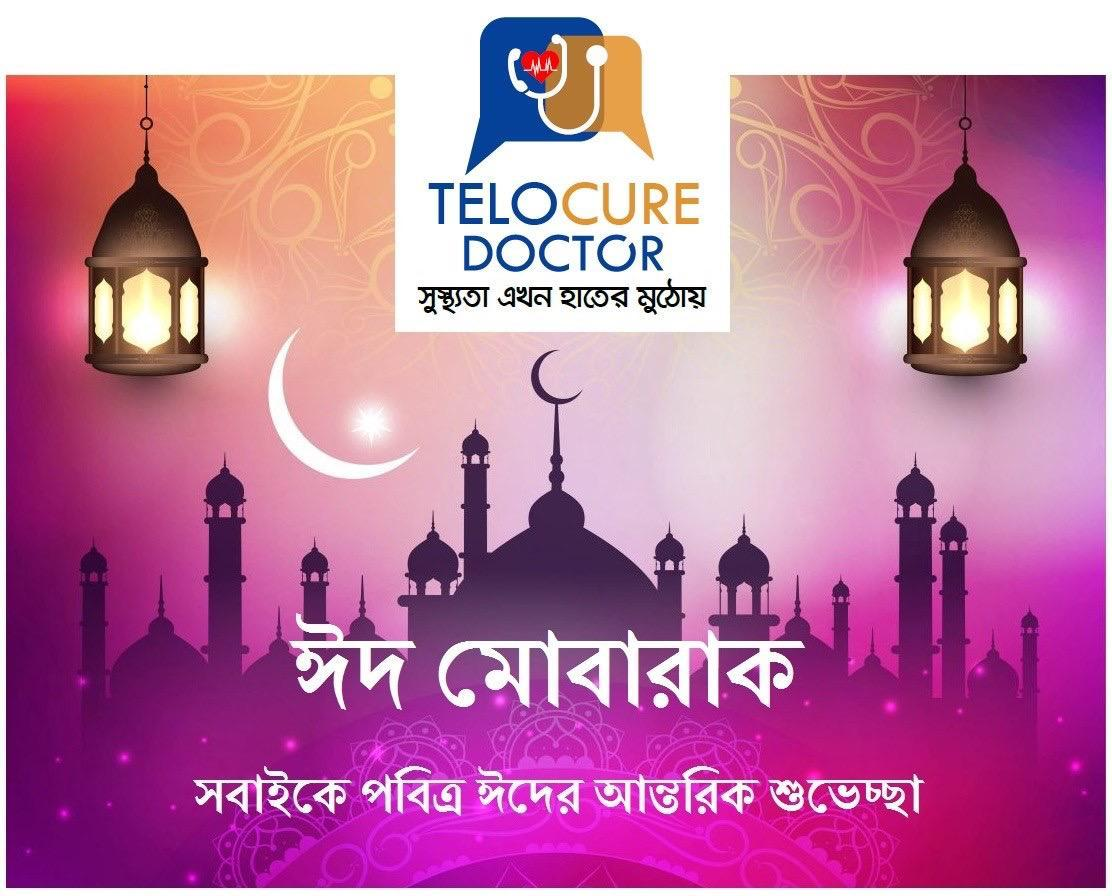 TELOCURE
DOCTOR
সুস্থ্যতা এখন হাতের মুঠোয়
ঈদ মোবারাক
সবাইকে পবিত্র ঈদের আন্তরিক শুভেচ্ছা